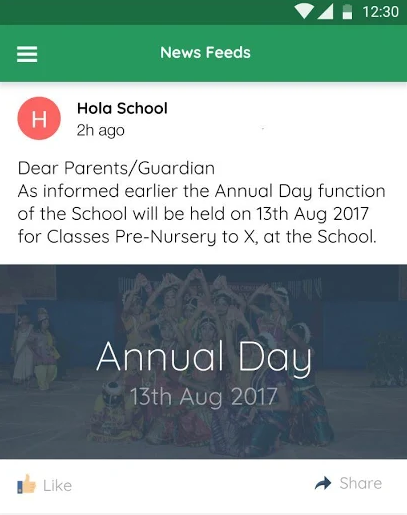 12:30
News Feeds
H
Hola School
2h ago
Dear Parents/Guardian
As informed earlier the Annual Day function
of the School will be held on 13th Aug 2017
for Classes Pre-Nursery to X, at the School.
Annual Day
13th Aug 2017
Like
Share